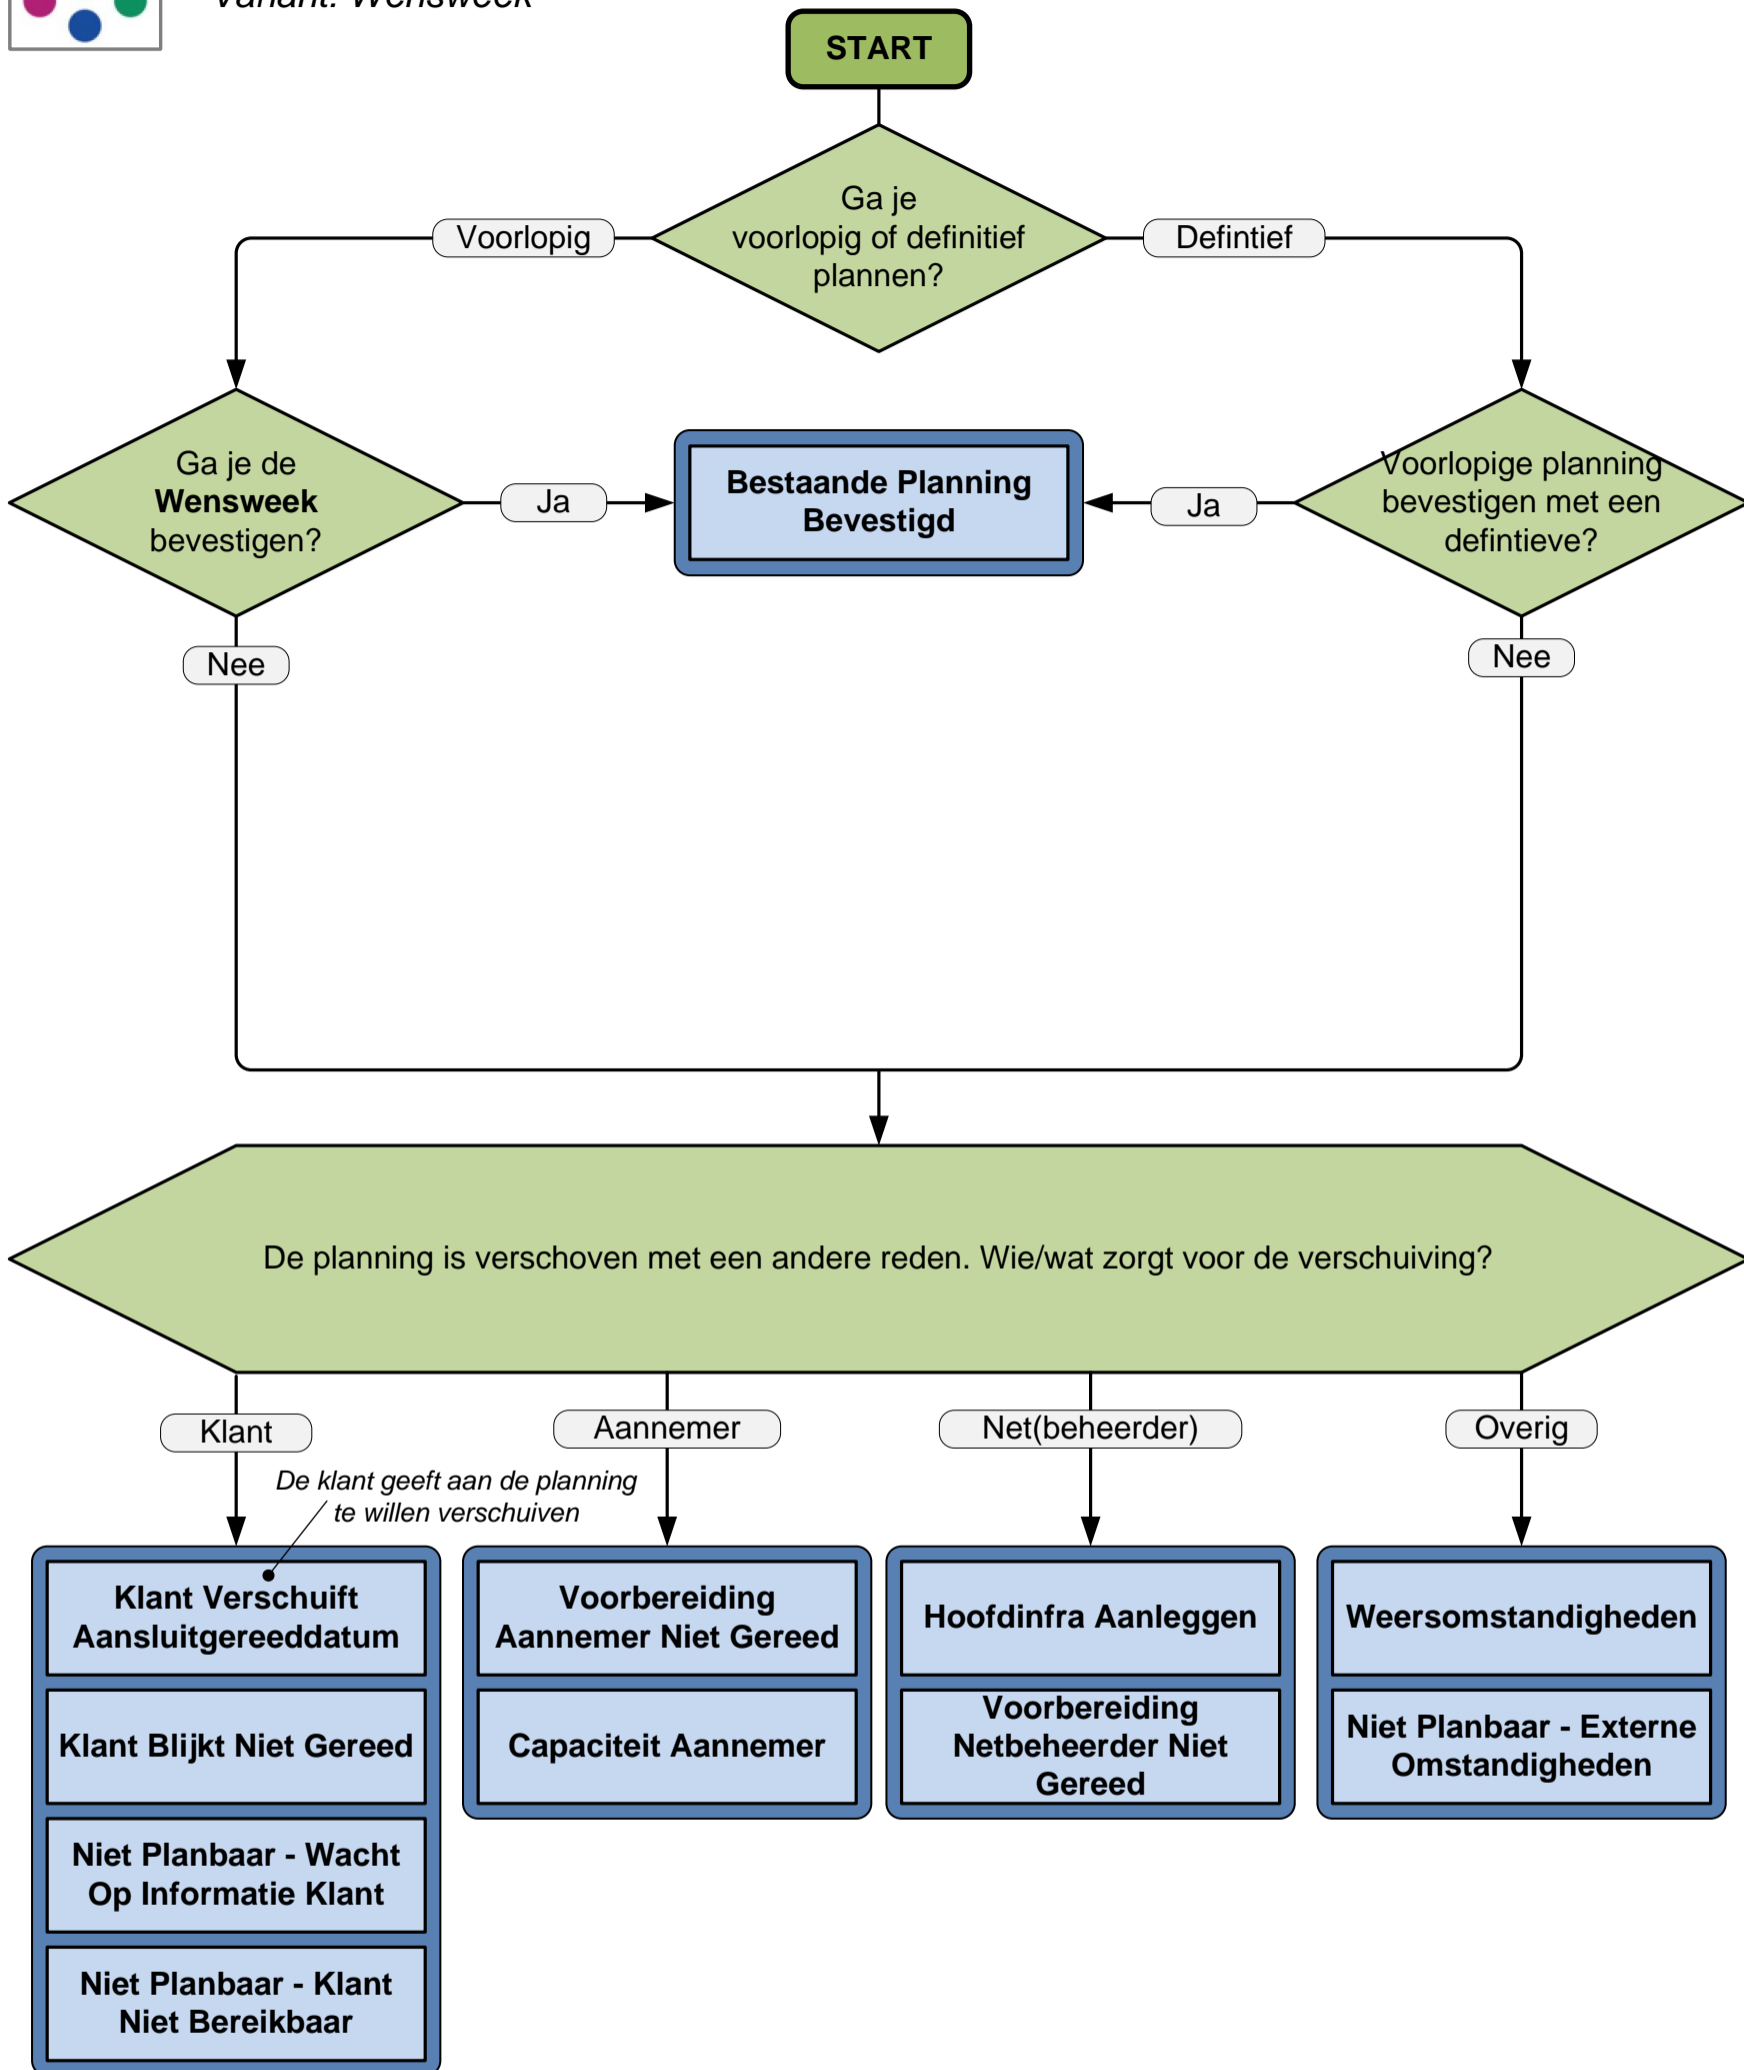 Variant: Wensweek
START
Ga je
voorlopig of definitief
plannen?
Voorlopig
Defintief
Ga je de
Wensweek
bevestigen?
Ja
Bestaande Planning
Bevestigd
Ja
Voorlopige planning
bevestigen met een
defintieve?
Nee
Nee
De planning is verschoven met een andere reden. Wie/wat zorgt voor de verschuiving?
Klant
Aannemer
Net(beheerder)
Overig
De klant geeft aan de planning
te willen verschuiven
Klant Verschuift
Aansluitgereeddatum
Klant Blijkt Niet Gereed
Niet Planbaar - Wacht
Op Informatie Klant
Niet Planbaar - Klant
Niet Bereikbaar
Voorbereiding
Aannemer Niet Gereed
Capaciteit Aannemer
Hoofdinfra Aanleggen
Voorbereiding
Netbeheerder Niet
Gereed
Weersomstandigheden
Niet Planbaar - Externe
Omstandigheden